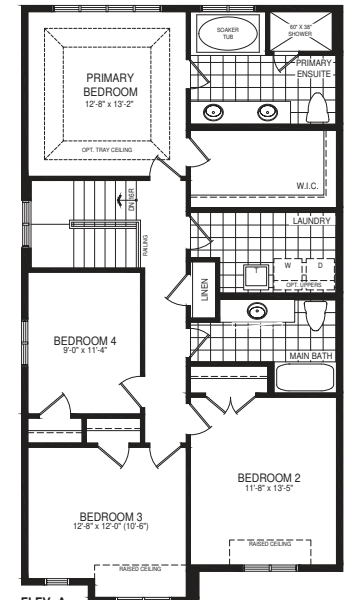 SOAKER
TUB
60" X 38"
SHOWER
PRIMARY
ENSUITE
PRIMARY
BEDROOM
12'-8" x 13'-2"
OPT. TRAY CEILING
W.I.C.
DN 16R
RAILING
LAUNDRY
T
W
D
OPT. UPPERS
LINEN
MAIN BATH
BEDROOM 4
9'-0" x 11'-4"
BEDROOM 2
11'-8" x 13'-5"
RAISED CEILING
BEDROOM 3
12'-8" x 12'-0" (10'-6")
RAISED CEILING
ELEV. A